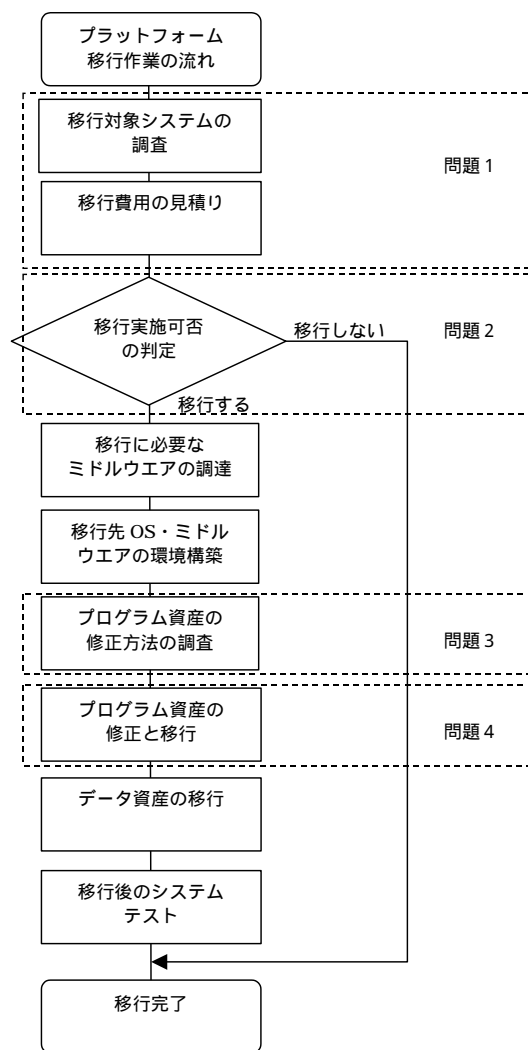 プラットフォーム
移行作業の流れ
移行対象システムの
調査
問題 1
移行費用の見積り
移行実施可否
の判定
移行しない
問題 2
移行する
移行に必要な
ミドルウエアの調達
移行先 OS・ミドル
ウエアの環境構築
プログラム資産の
修正方法の調査
問題 3
プログラム資産の
修正と移行
問題 4
データ資産の移行
移行後のシステム
テスト
移行完了